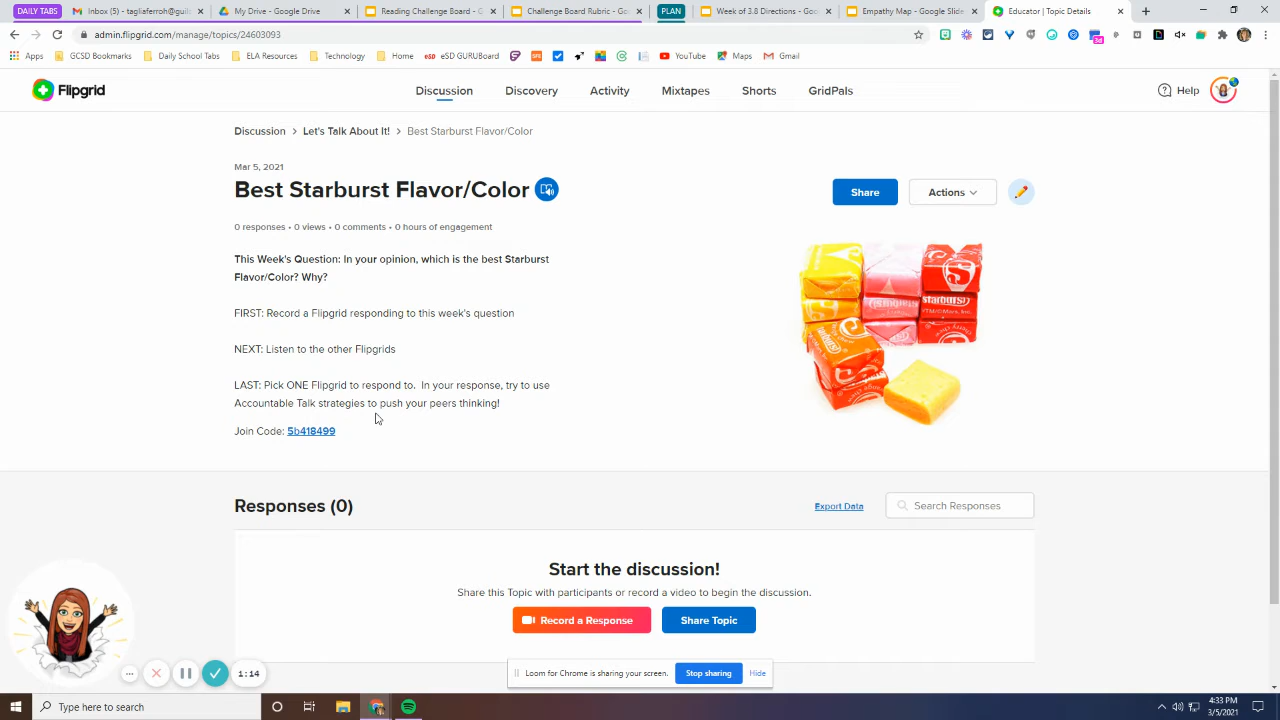 DAILY TABS
Inbox - tagliaferroh@guila
My Drive - Google Drive
Reading Challenge Board - G
Challenge Board Rubric - Go
PLAN
Week of 3/8 Directions - Goo
Empathy Map - Google Slide
Educator | Topic Details
admin.flipgrid.com/manage/topics/24603093
Apps
GCSD Bookmarks
Daily School Tabs
ELA Resources
Technology
Home
eSD eSD GURUBoard
YouTube
Maps
Gmail
Flipgrid
Discussion
Discovery
Activity
Mixtapes
Shorts
GridPals
Help
Discussion > Let's Talk About It! > Best Starburst Flavor/Color
Mar 5, 2021
Best Starburst Flavor/Color
Share
Actions
0 responses • 0 views • 0 comments • 0 hours of engagement
This Week's Question: In your opinion, which is the best Starburst
Flavor/Color? Why?
FIRST: Record a Flipgrid responding to this week's question
NEXT: Listen to the other Flipgrids
LAST: Pick ONE Flipgrid to respond to. In your response, try to use
Accountable Talk strategies to push your peers thinking!
Join Code: 5b418499
starburst
Responses (0)
Export Data
Search Responses
Start the discussion!
Share this Topic with participants or record a video to begin the discussion.
Record a Response
Share Topic
1:14
Loom for Chrome is sharing your screen.
Stop sharing
Hide
Type here to search
4:33 PM
3/5/2021